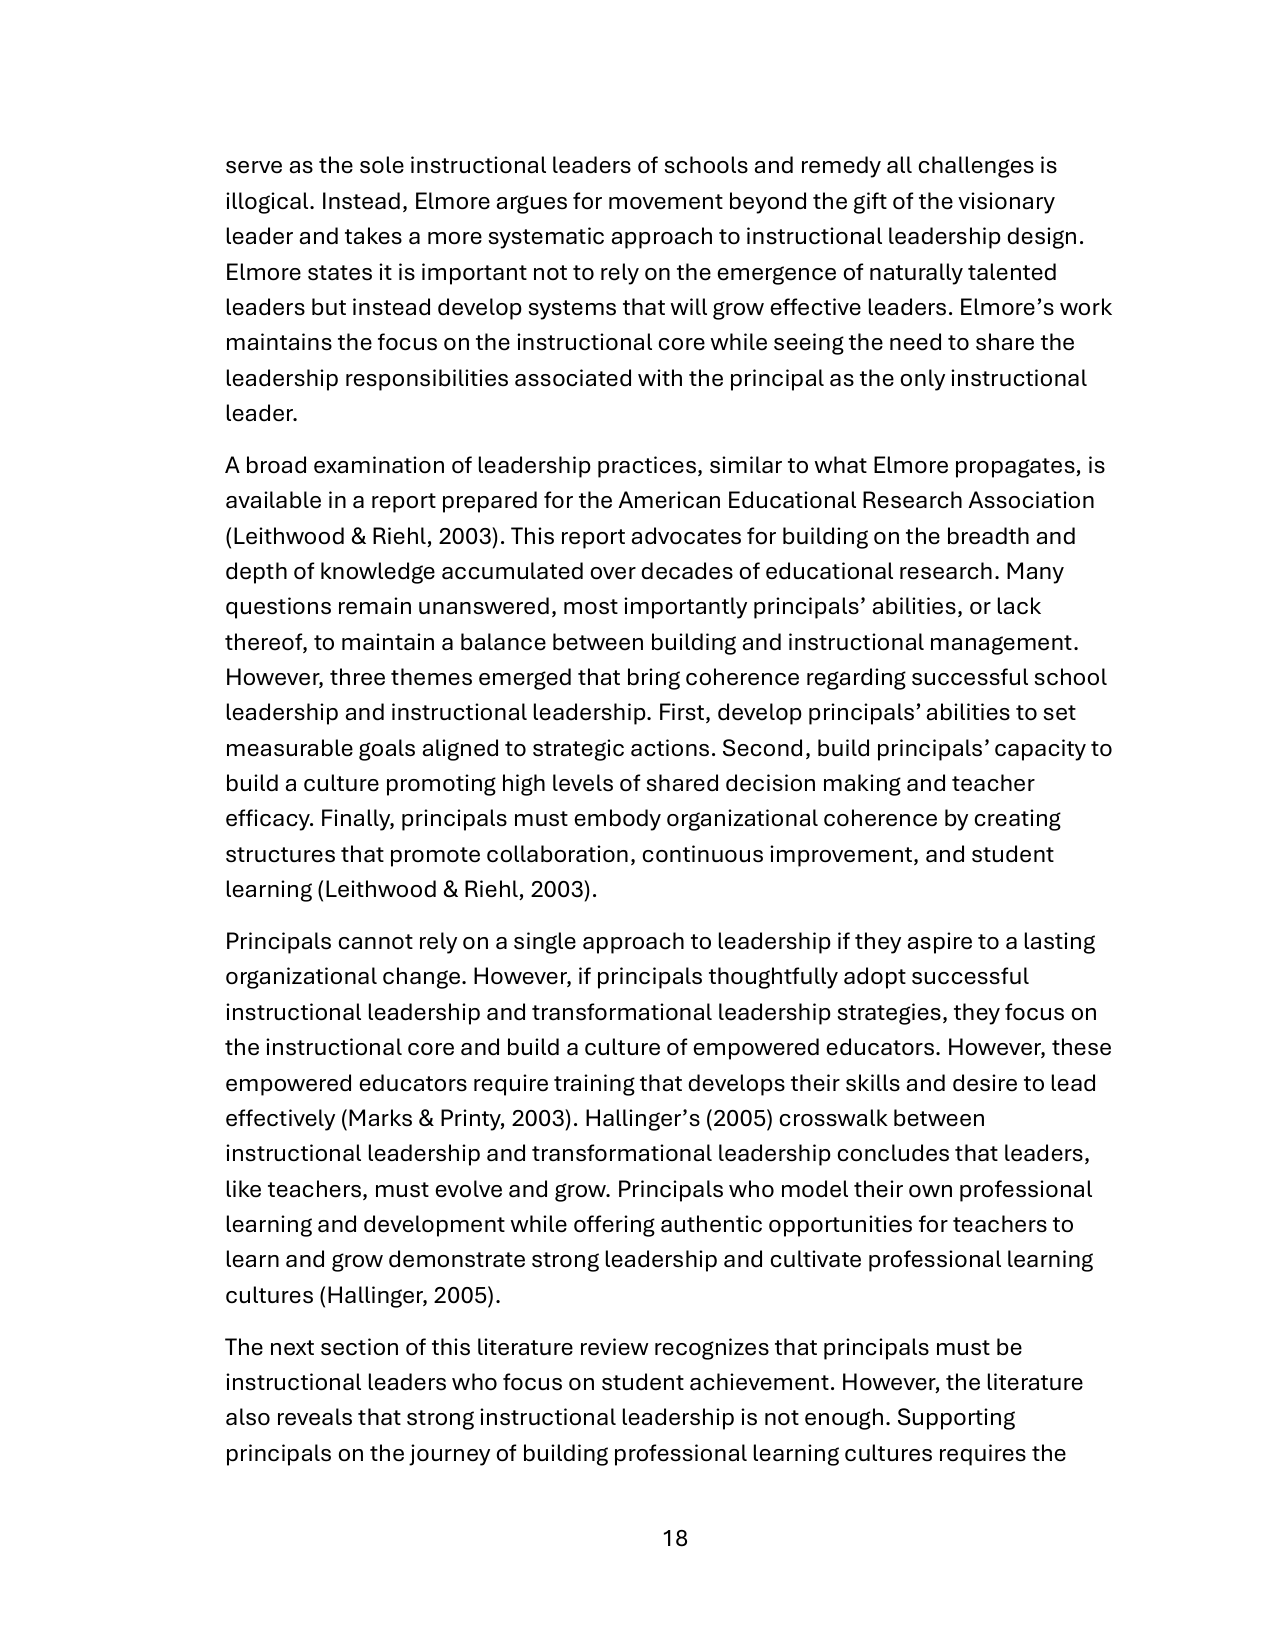 serve as the sole instructional leaders of schools and remedy all challenges is
illogical. Instead, Elmore argues for movement beyond the gift of the visionary
leader and takes a more systematic approach to instructional leadership design.
Elmore states it is important not to rely on the emergence of naturally talented
leaders but instead develop systems that will grow effective leaders. Elmore’s work
maintains the focus on the instructional core while seeing the need to share the
leadership responsibilities associated with the principal as the only instructional
leader.
A broad examination of leadership practices, similar to what Elmore propagates, is
available in a report prepared for the American Educational Research Association
(Leithwood & Riehl, 2003). This report advocates for building on the breadth and
depth of knowledge accumulated over decades of educational research. Many
questions remain unanswered, most importantly principals’ abilities, or lack
thereof, to maintain a balance between building and instructional management.
However, three themes emerged that bring coherence regarding successful school
leadership and instructional leadership. First, develop principals’ abilities to set
measurable goals aligned to strategic actions. Second, build principals’ capacity to
build a culture promoting high levels of shared decision making and teacher
efficacy. Finally, principals must embody organizational coherence by creating
structures that promote collaboration, continuous improvement, and student
learning (Leithwood & Riehl, 2003).
Principals cannot rely on a single approach to leadership if they aspire to a lasting
organizational change. However, if principals thoughtfully adopt successful
instructional leadership and transformational leadership strategies, they focus on
the instructional core and build a culture of empowered educators. However, these
empowered educators require training that develops their skills and desire to lead
effectively (Marks & Printy, 2003). Hallinger’s (2005) crosswalk between
instructional leadership and transformational leadership concludes that leaders,
like teachers, must evolve and grow. Principals who model their own professional
learning and development while offering authentic opportunities for teachers to
learn and grow demonstrate strong leadership and cultivate professional learning
cultures (Hallinger, 2005).
The next section of this literature review recognizes that principals must be
instructional leaders who focus on student achievement. However, the literature
also reveals that strong instructional leadership is not enough. Supporting
principals on the journey of building professional learning cultures requires the
18